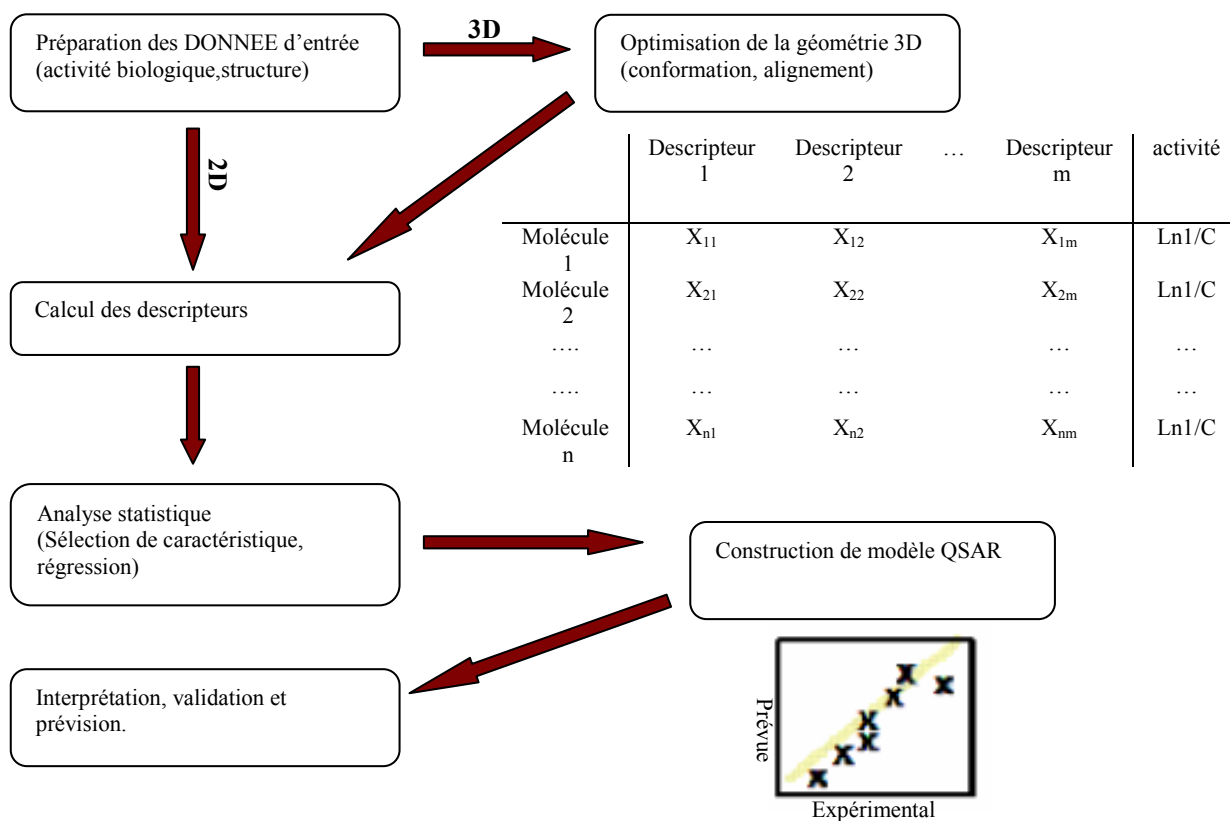 Préparation des DONNEE d’entrée
(activité biologique,structure)
3D
Optimisation de la géométrie 3D
(conformation, alignement)
2D
Descripteur Descripteur … Descripteur activité
1 2 m
Molécule X11 X12 X1m Ln1/C
1
Molécule X21 X22 X2m Ln1/C
2
…. … … … …
…. … … … …
Molécule Xn1 Xn2 Xnm Ln1/C
n
Calcul des descripteurs
Analyse statistique
(Sélection de caractéristique,
régression)
Construction de modèle QSAR
Interprétation, validation et
prévision.
Prévue
Expérimental